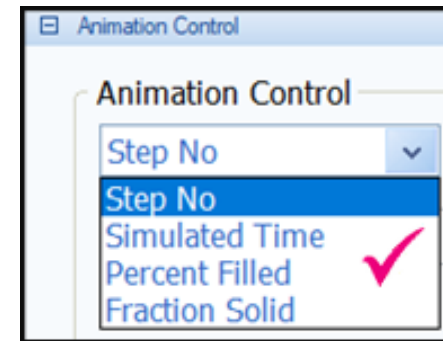 Animation Control
Animation Control
Step No
Step No
Simulated Time
Percent Filled
Fraction Solid